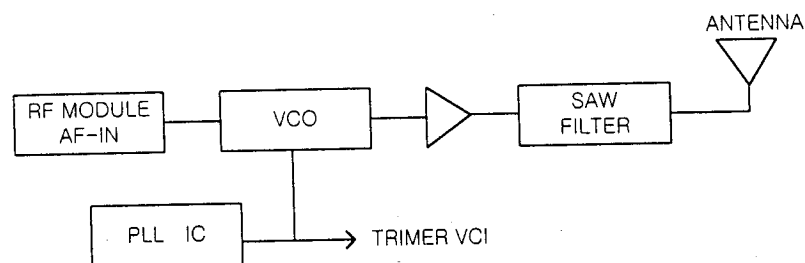 ANTENNA
RF MODULE
AF-IN
VCO
SAW
FILTER
PLL IC
TRIMER VCI